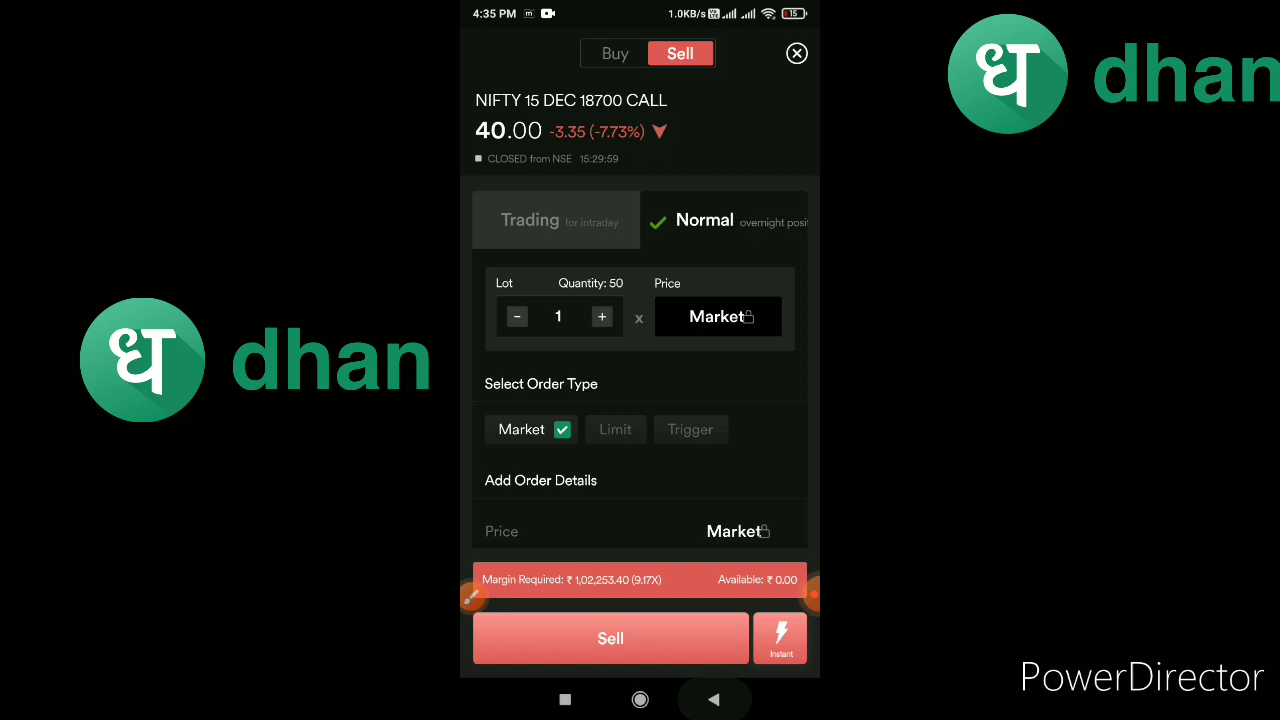 4:35 PM m 1.0KB/s 15
Buy Sell
NIFTY 15 DEC 18700 CALL
40.00 -3.35 (-7.73%)
CLOSED from NSE 15:29:59
Trading for intraday Normal overnight posit
Lot Quantity: 50 Price
- 1 + x Market
Select Order Type
Market Limit Trigger
Add Order Details
Price Market
Margin Required: ₹ 1,02,253.40 (9.17X) Available: ₹ 0.00
Sell Instant
ध dhan
ध dhan
PowerDirector